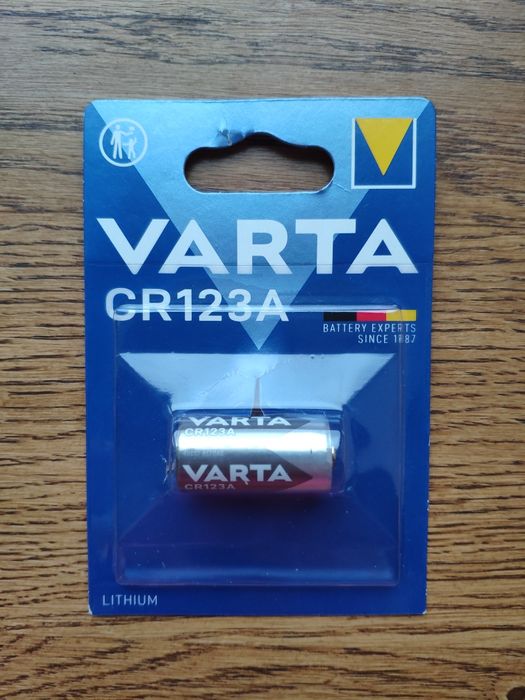 VARTA
CR123A
BATTERY EXPERTS
SINCE 1887
VARTA
CR123A
VARTA
CR123A
LITHIUM